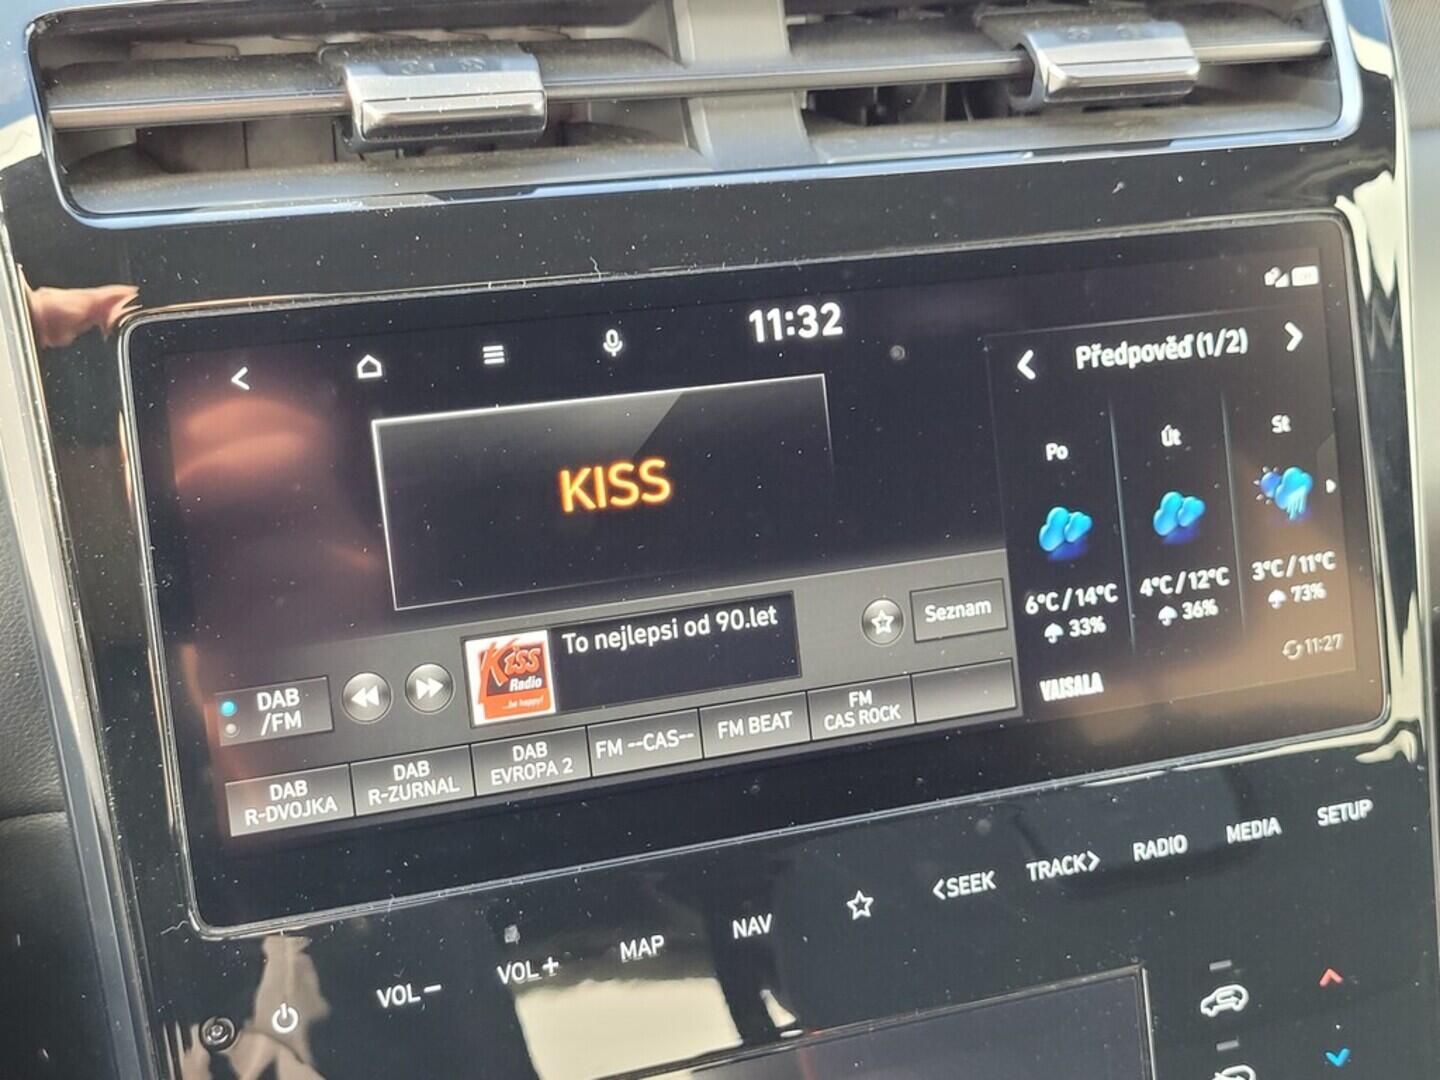 11:32
Předpověď (1/2)
KISS
Po
Út
St
6°C / 14°C
4°C / 12°C
3°C / 11°C
33%
36%
73%
11:27
VAISALA
To nejlepsi od 90.let
Seznam
Kiss
Radio
...be happy!
DAB
/FM
DAB
R-DVOJKA
DAB
R-ZURNAL
DAB
EVROPA 2
FM --CAS--
FM BEAT
FM
CAS ROCK
VOL −
VOL +
MAP
NAV
<SEEK
TRACK>
RADIO
MEDIA
SETUP